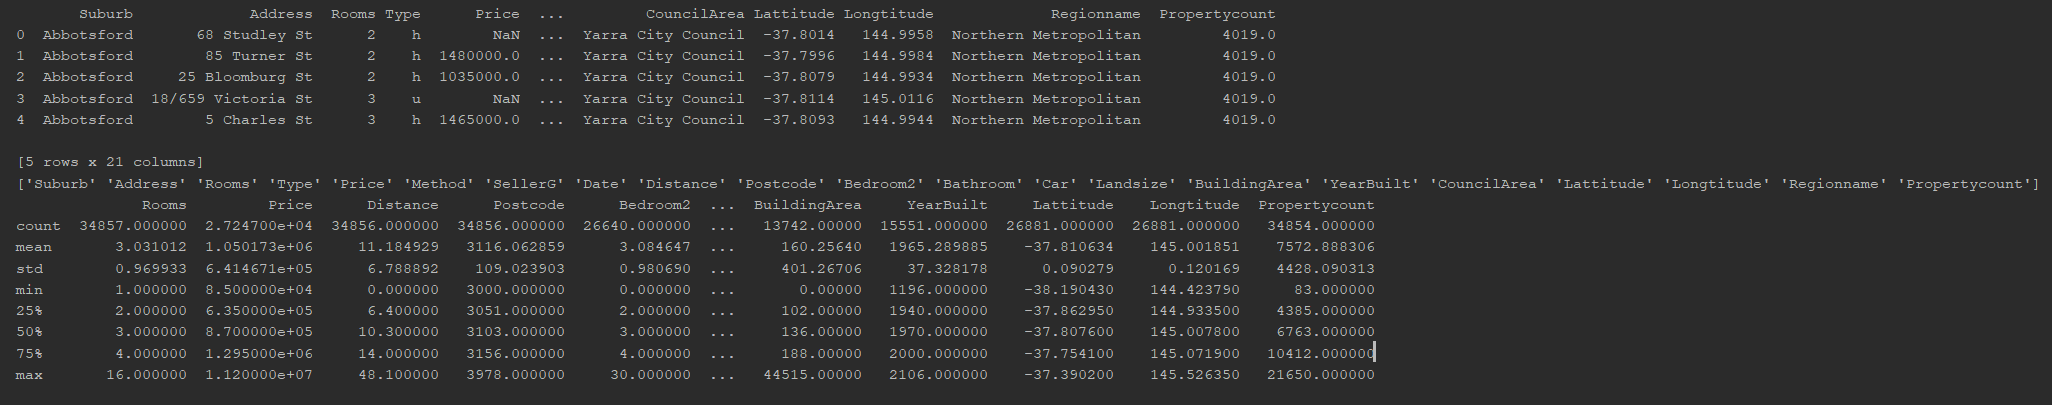 Suburb Address Rooms Type Price ... CouncilArea Lattitude Longtitude Regionname Propertycount
0 Abbotsford 68 Studley St 2 h NaN ... Yarra City Council -37.8014 144.9958 Northern Metropolitan 4019.0
1 Abbotsford 85 Turner St 2 h 1480000.0 ... Yarra City Council -37.7996 144.9984 Northern Metropolitan 4019.0
2 Abbotsford 25 Bloomburg St 2 h 1035000.0 ... Yarra City Council -37.8079 144.9934 Northern Metropolitan 4019.0
3 Abbotsford 18/659 Victoria St 3 u NaN ... Yarra City Council -37.8114 145.0116 Northern Metropolitan 4019.0
4 Abbotsford 5 Charles St 3 h 1465000.0 ... Yarra City Council -37.8093 144.9944 Northern Metropolitan 4019.0
[5 rows x 21 columns]
['Suburb' 'Address' 'Rooms' 'Type' 'Price' 'Method' 'SellerG' 'Date' 'Distance' 'Postcode' 'Bedroom2' 'Bathroom' 'Car' 'Landsize' 'BuildingArea' 'YearBuilt' 'CouncilArea' 'Lattitude' 'Longtitude' 'Regionname' 'Propertycount']
Rooms Price Distance Postcode Bedroom2 ... BuildingArea YearBuilt Lattitude Longtitude Propertycount
count 34857.000000 2.724700e+04 34856.000000 34856.000000 26640.000000 ... 13742.00000 15551.000000 26881.000000 26881.000000 34854.000000
mean 3.031012 1.050173e+06 11.184929 3116.062859 3.084647 ... 160.25640 1965.289885 -37.810634 145.001851 7572.888306
std 0.969933 6.414671e+05 6.788892 109.023903 0.980690 ... 401.26706 37.328178 0.090279 0.120169 4428.090313
min 1.000000 8.500000e+04 0.000000 3000.000000 0.000000 ... 0.00000 1196.000000 -38.190430 144.423790 83.000000
25% 2.000000 6.350000e+05 6.400000 3051.000000 2.000000 ... 102.00000 1940.000000 -37.862950 144.933500 4385.000000
50% 3.000000 8.700000e+05 10.300000 3103.000000 3.000000 ... 136.00000 1970.000000 -37.807600 145.007800 6763.000000
75% 4.000000 1.295000e+06 14.000000 3156.000000 4.000000 ... 188.00000 2000.000000 -37.754100 145.071900 10412.000000
max 16.000000 1.120000e+07 48.100000 3978.000000 30.000000 ... 44515.00000 2106.000000 -37.390200 145.526350 21650.000000